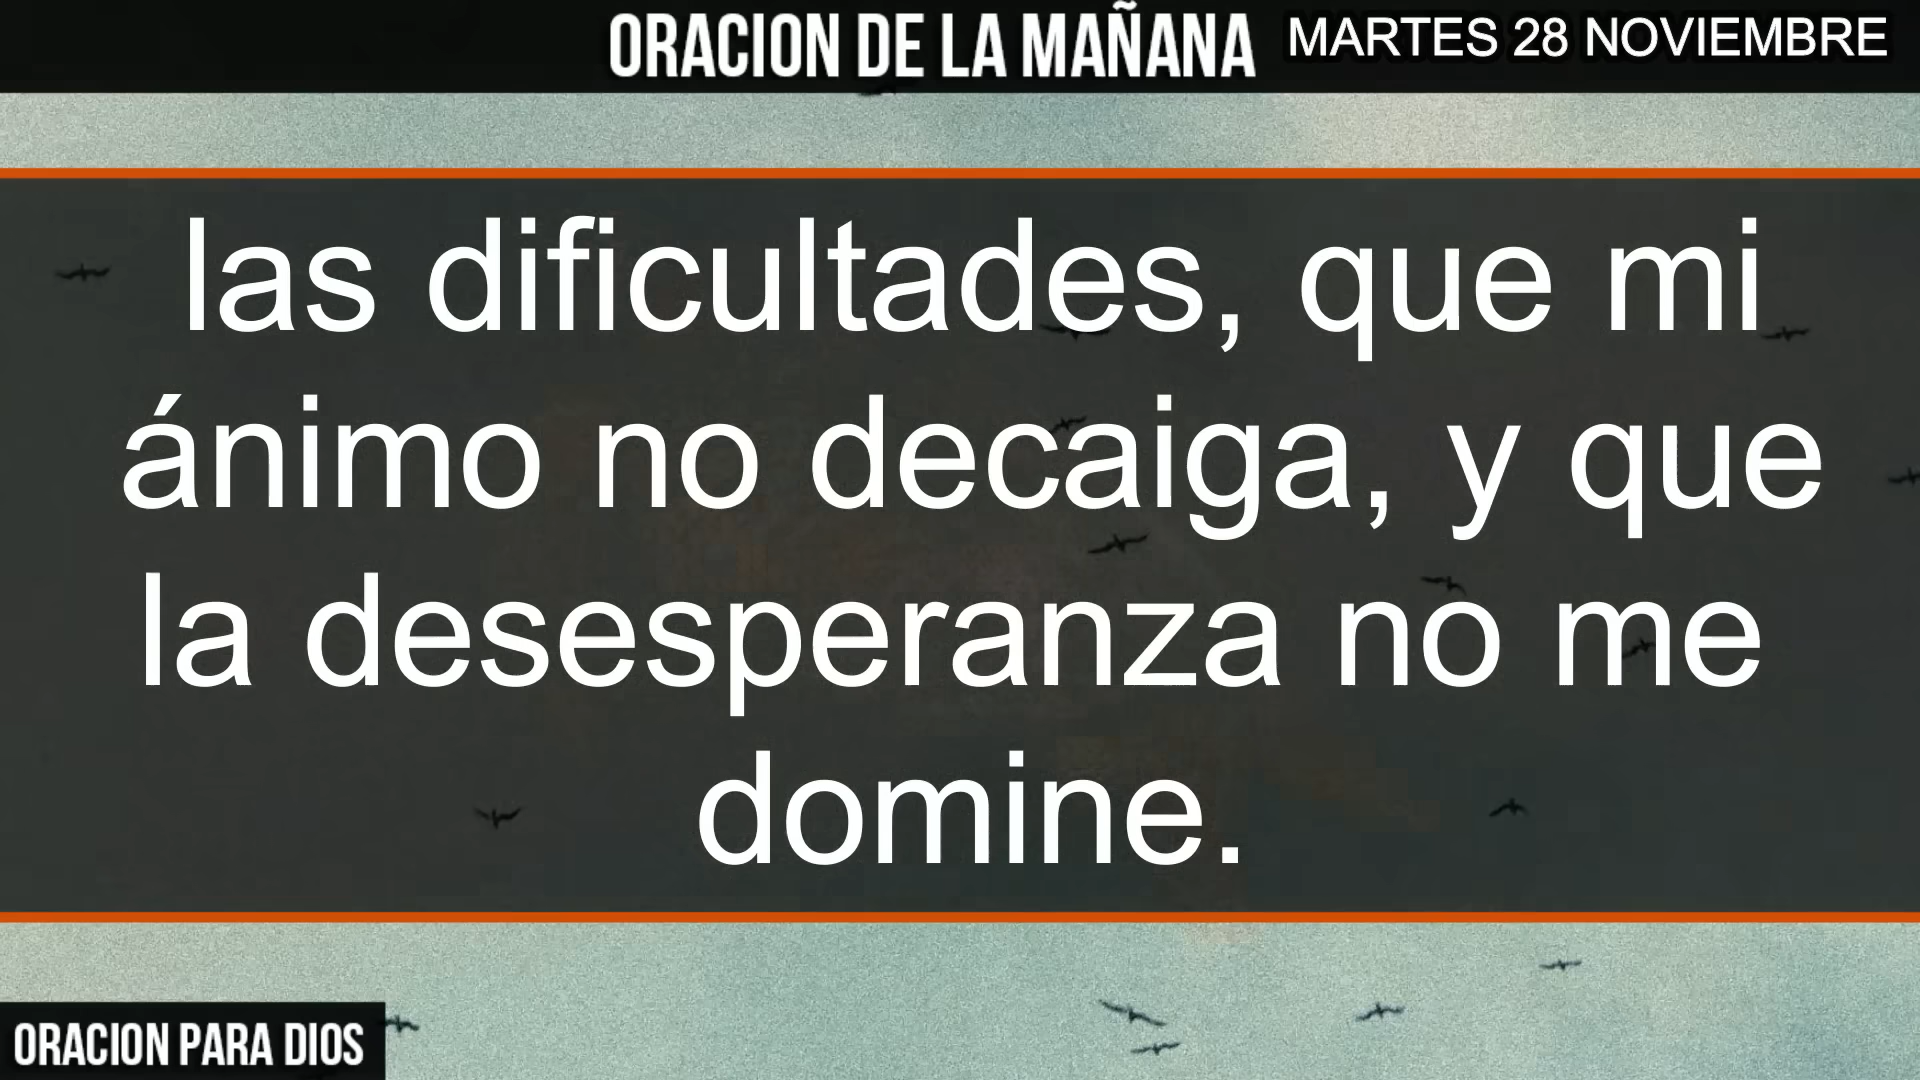 ORACION DE LA MAÑANA
MARTES 28 NOVIEMBRE
las dificultades, que mi
ánimo no decaiga, y que
la desesperanza no me
domine.
ORACION PARA DIOS